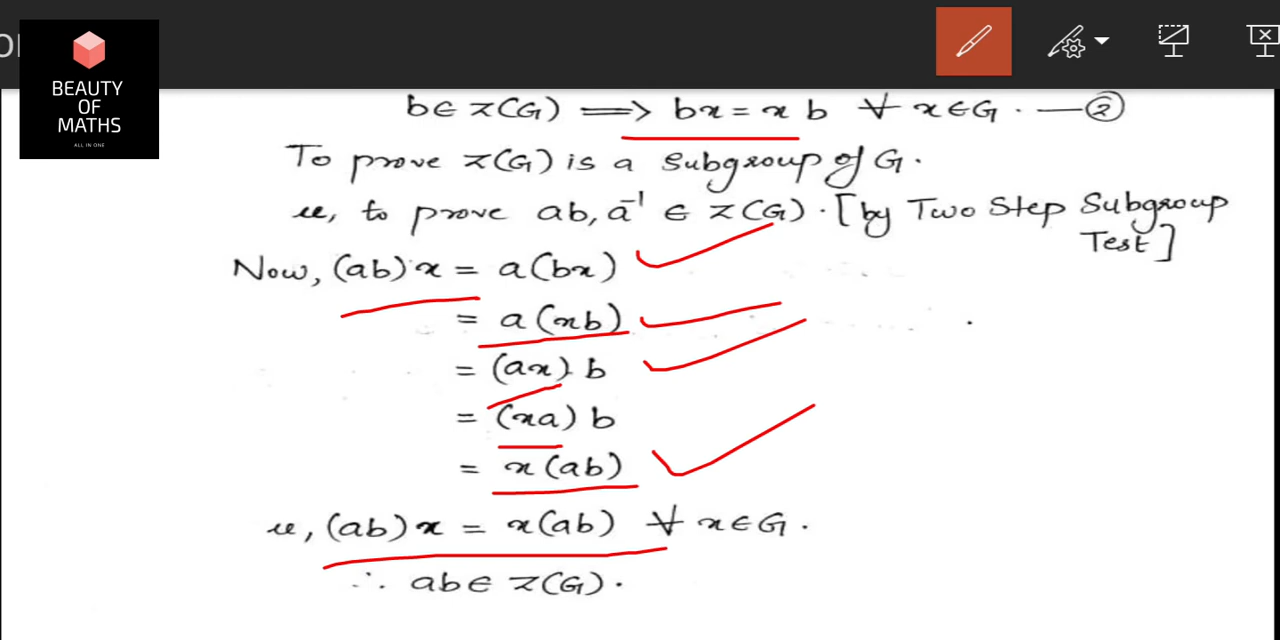 or
BEAUTY
OF
MATHS
ALL IN ONE
b∈ Z(G) ⟹ bx = x b ∀ x∈G. —②
To prove Z(G) is a Subgroup of G.
ie, to prove ab, a⁻¹ ∈ Z(G). [by Two Step Subgroup
Test]
Now, (ab)x = a(bx)
= a(xb)
= (ax) b
= (xa) b
= x(ab)
ie, (ab)x = x(ab) ∀ x∈G.
∴ ab∈ Z(G).